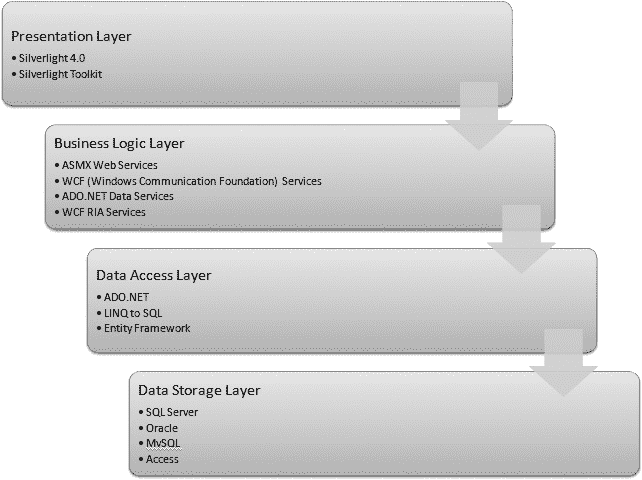 Presentation Layer
• Silverlight 4.0
• Silverlight Toolkit
Business Logic Layer
• ASMX Web Services
• WCF (Windows Communication Foundation) Services
• ADO.NET Data Services
• WCF RIA Services
Data Access Layer
• ADO.NET
• LINQ to SQL
• Entity Framework
Data Storage Layer
• SQL Server
• Oracle
• MySQL
• Access